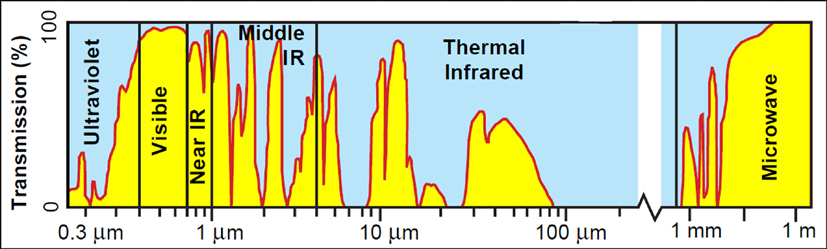 Transmission (%)
100
0
Ultraviolet
Visible
Near IR
Middle
IR
Thermal
Infrared
Microwave
0.3 μm
1 μm
10 μm
100 μm
1 mm
1 m